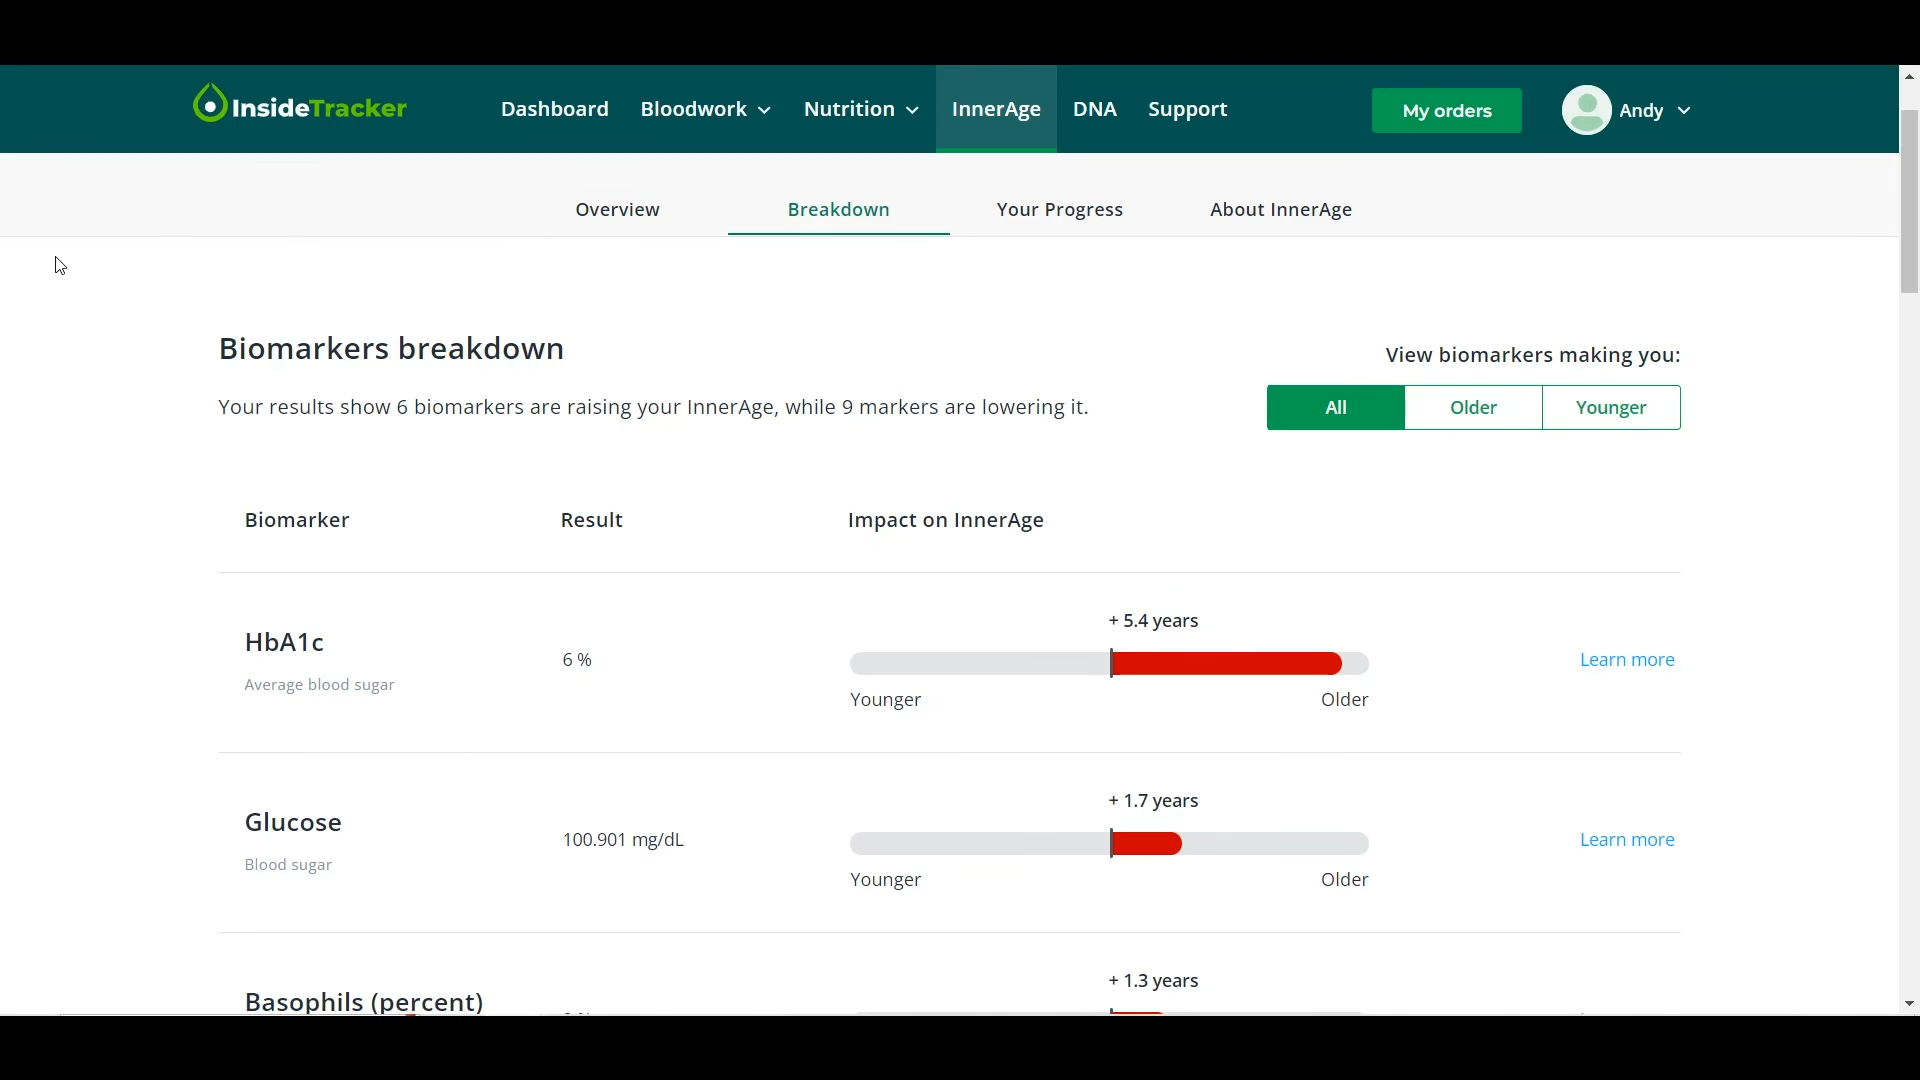 InsideTracker
Dashboard Bloodwork Nutrition InnerAge DNA Support My orders Andy
Overview Breakdown Your Progress About InnerAge
Biomarkers breakdown
View biomarkers making you:
Your results show 6 biomarkers are raising your InnerAge, while 9 markers are lowering it.
All Older Younger
Biomarker Result Impact on InnerAge
+ 5.4 years
HbA1c
6 %
Learn more
Average blood sugar
Younger Older
+ 1.7 years
Glucose
100.901 mg/dL
Learn more
Blood sugar
Younger Older
+ 1.3 years
Basophils (percent)